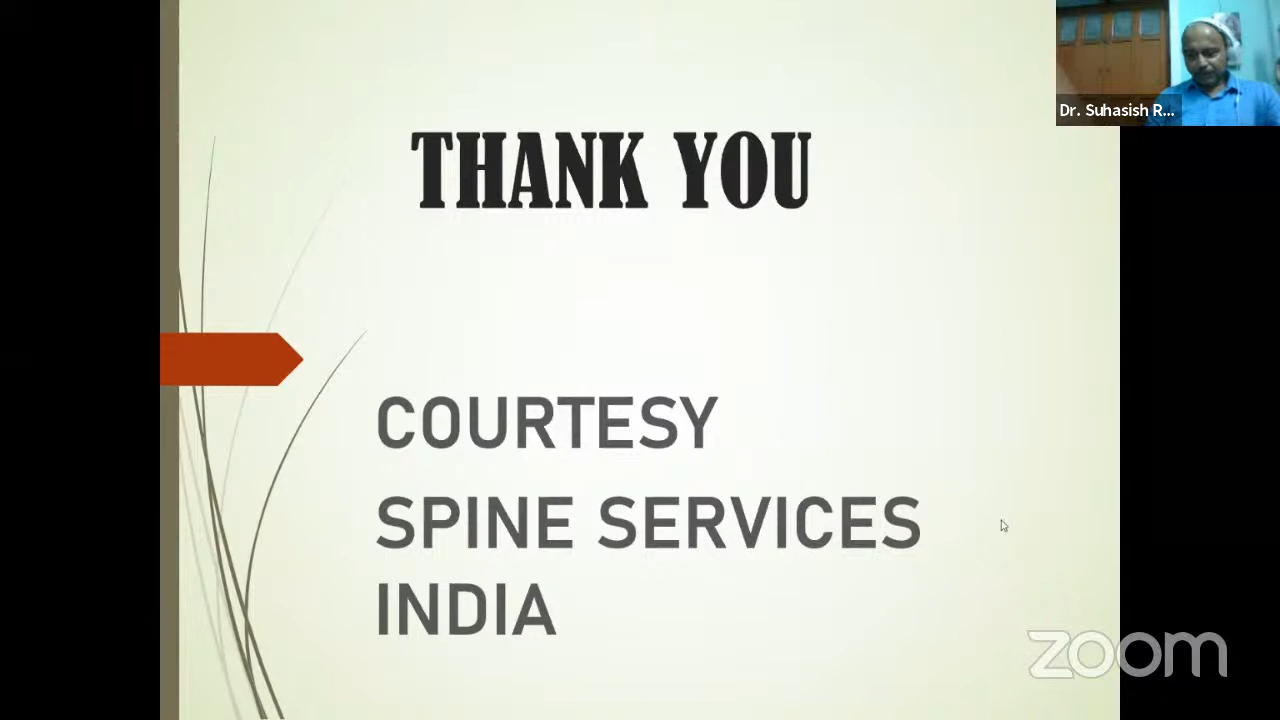 Dr. Suhasish R...
THANK YOU
COURTESY
SPINE SERVICES
INDIA
zoom